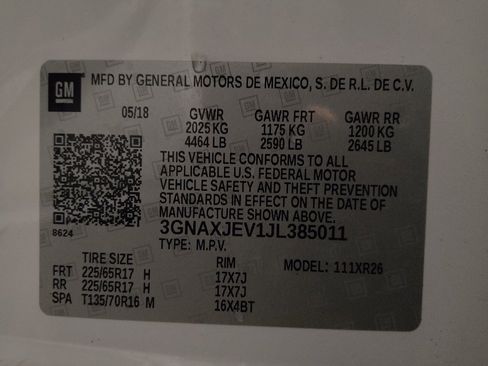 GM MFD BY GENERAL MOTORS DE MEXICO, S. DE R.L. DE C.V.
05/18 GVWR GAWR FRT GAWR RR
2025 KG 1175 KG 1200 KG
4464 LB 2590 LB 2645 LB
THIS VEHICLE CONFORMS TO ALL
APPLICABLE U.S. FEDERAL MOTOR
VEHICLE SAFETY AND THEFT PREVENTION
STANDARDS IN EFFECT ON THE DATE OF
MANUFACTURE SHOWN ABOVE.
8624 3GNAXJEV1JL385011
TYPE: M.P.V.
TIRE SIZE RIM MODEL: 111XR26
FRT 225/65R17 H 17X7J
RR 225/65R17 H 17X7J
SPA T135/70R16 M 16X4BT